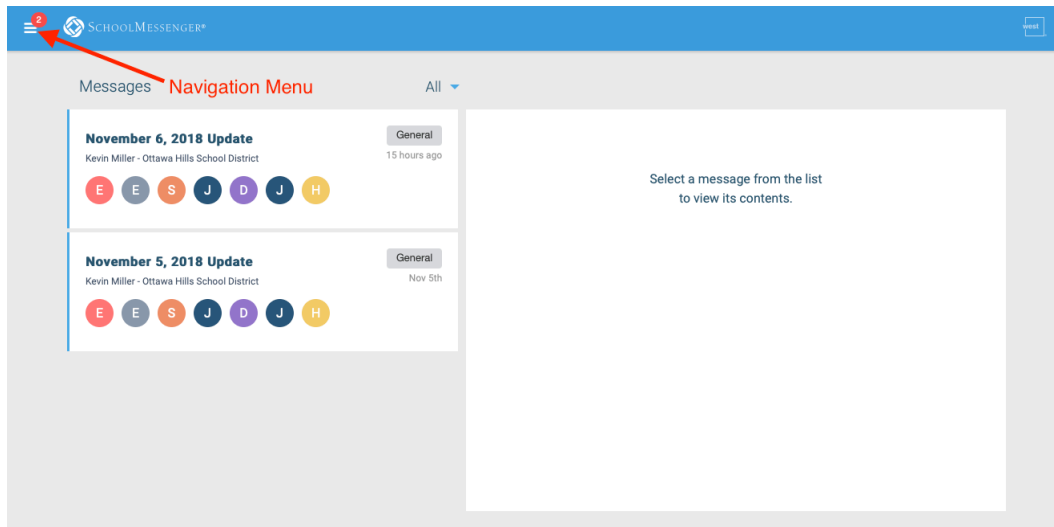 2
SCHOOLMESSENGER®
west
Messages
Navigation Menu
All
November 6, 2018 Update
General
Kevin Miller - Ottawa Hills School District
15 hours ago
E E S J D J H
November 5, 2018 Update
General
Kevin Miller - Ottawa Hills School District
Nov 5th
E E S J D J H
Select a message from the list
to view its contents.